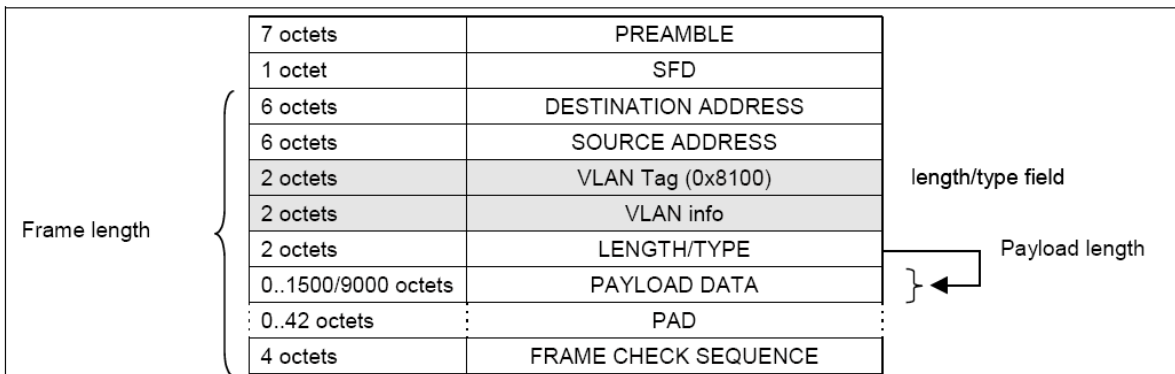 7 octets PREAMBLE
1 octet SFD
6 octets DESTINATION ADDRESS
6 octets SOURCE ADDRESS
2 octets VLAN Tag (0x8100) length/type field
2 octets VLAN info
Frame length
2 octets LENGTH/TYPE Payload length
0..1500/9000 octets PAYLOAD DATA
0..42 octets PAD
4 octets FRAME CHECK SEQUENCE